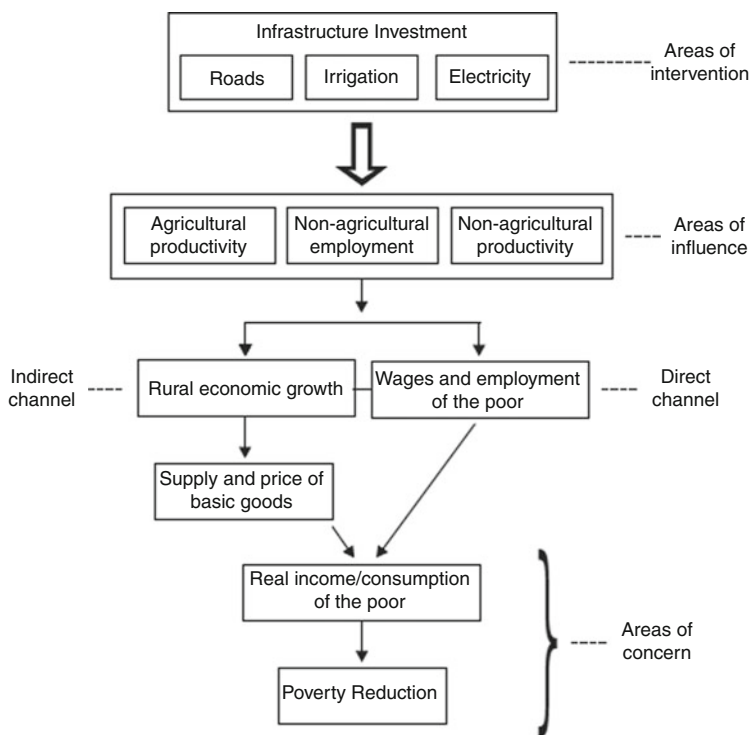 Infrastructure Investment
Roads
Irrigation
Electricity
Areas of
intervention
Agricultural
productivity
Non-agricultural
employment
Non-agricultural
productivity
Areas of
influence
Indirect
channel
Rural economic growth
Wages and employment
of the poor
Direct
channel
Supply and price of
basic goods
Real income/consumption
of the poor
Areas of
concern
Poverty Reduction